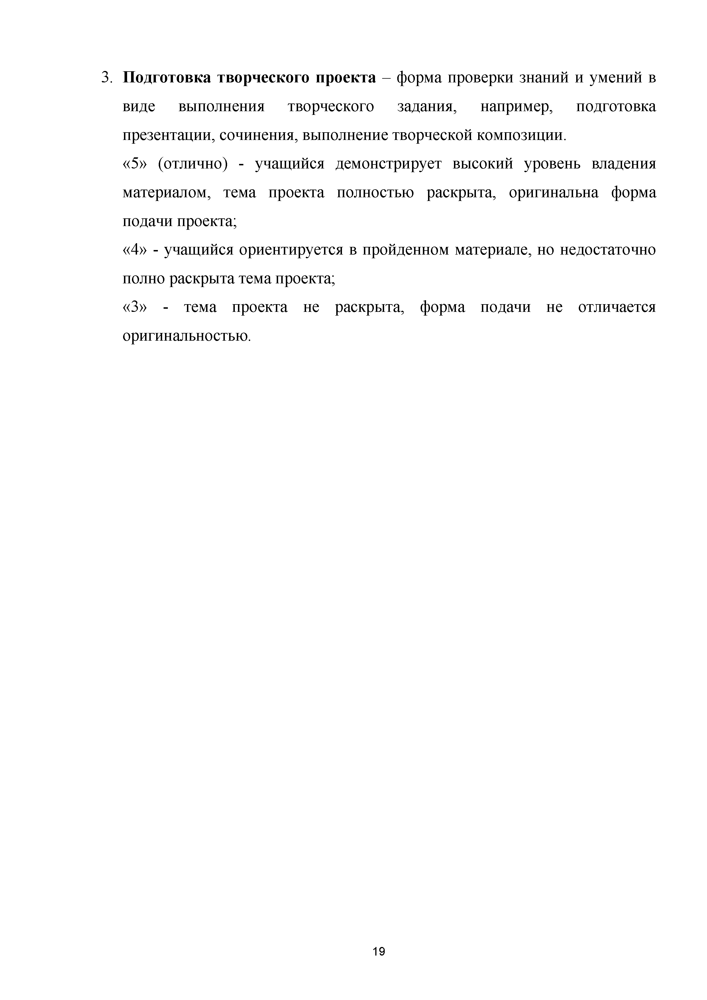 3. Подготовка творческого проекта – форма проверки знаний и умений в
виде выполнения творческого задания, например, подготовка
презентации, сочинения, выполнение творческой композиции.
«5» (отлично) - учащийся демонстрирует высокий уровень владения
материалом, тема проекта полностью раскрыта, оригинальна форма
подачи проекта;
«4» - учащийся ориентируется в пройденном материале, но недостаточно
полно раскрыта тема проекта;
«3» - тема проекта не раскрыта, форма подачи не отличается
оригинальностью.
19